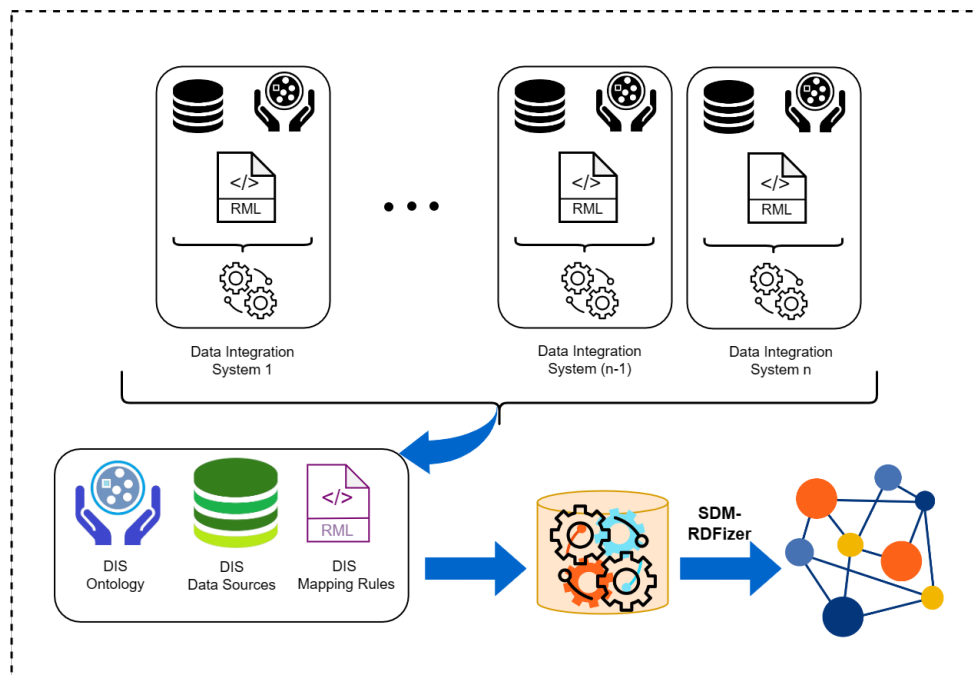 </>
RML
</>
RML
</>
RML
Data Integration
System 1
Data Integration
System (n-1)
Data Integration
System n
</>
RML
DIS
Ontology
DIS
Data Sources
DIS
Mapping Rules
SDM-
RDFizer